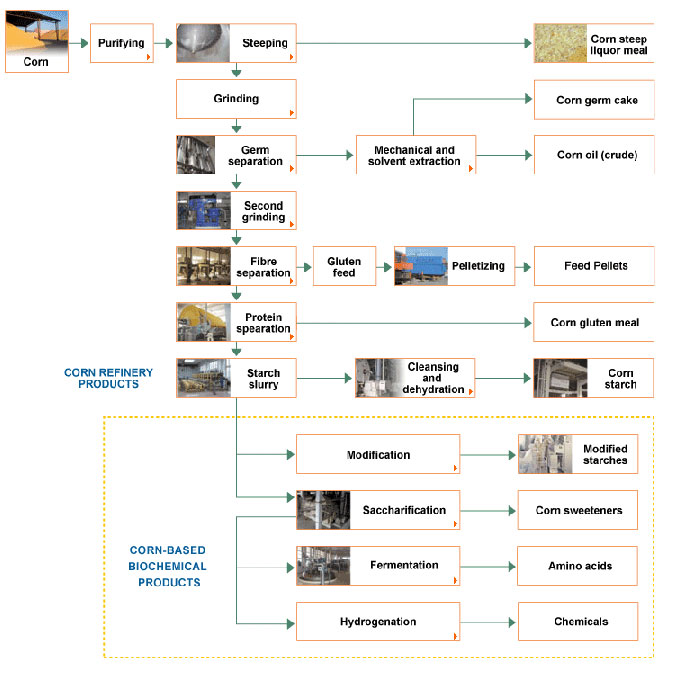 Corn
Purifying
Steeping
Corn steep
liquor meal
Grinding
Corn germ cake
Germ
separation
Mechanical and
solvent extraction
Corn oil (crude)
Second
grinding
Fibre
separation
Gluten
feed
Pelletizing
Feed Pellets
Protein
spearation
Corn gluten meal
CORN REFINERY
PRODUCTS
Starch
slurry
Cleansing
and
dehydration
Corn
starch
Modification
Modified
starches
Saccharification
Corn sweeteners
CORN-BASED
BIOCHEMICAL
PRODUCTS
Fermentation
Amino acids
Hydrogenation
Chemicals